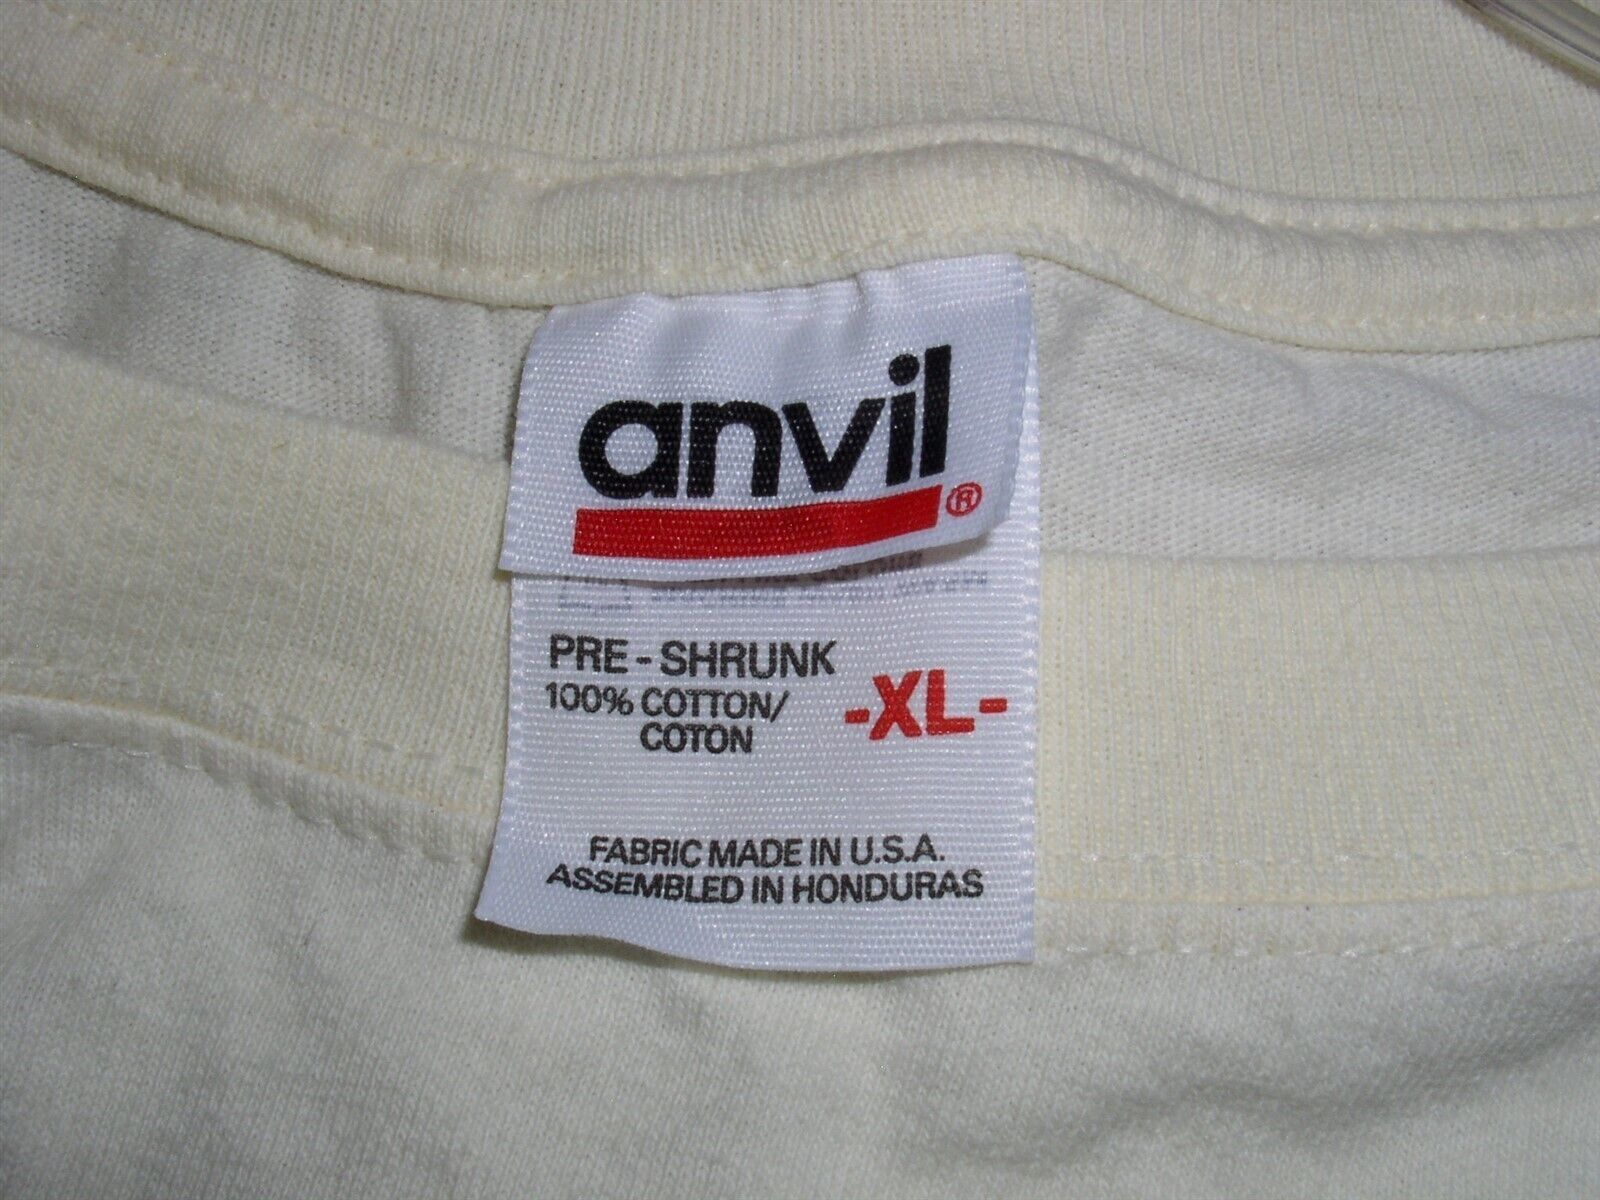 anvil®
PRE - SHRUNK
100% COTTON/
COTON
-XL-
FABRIC MADE IN U.S.A.
ASSEMBLED IN HONDURAS